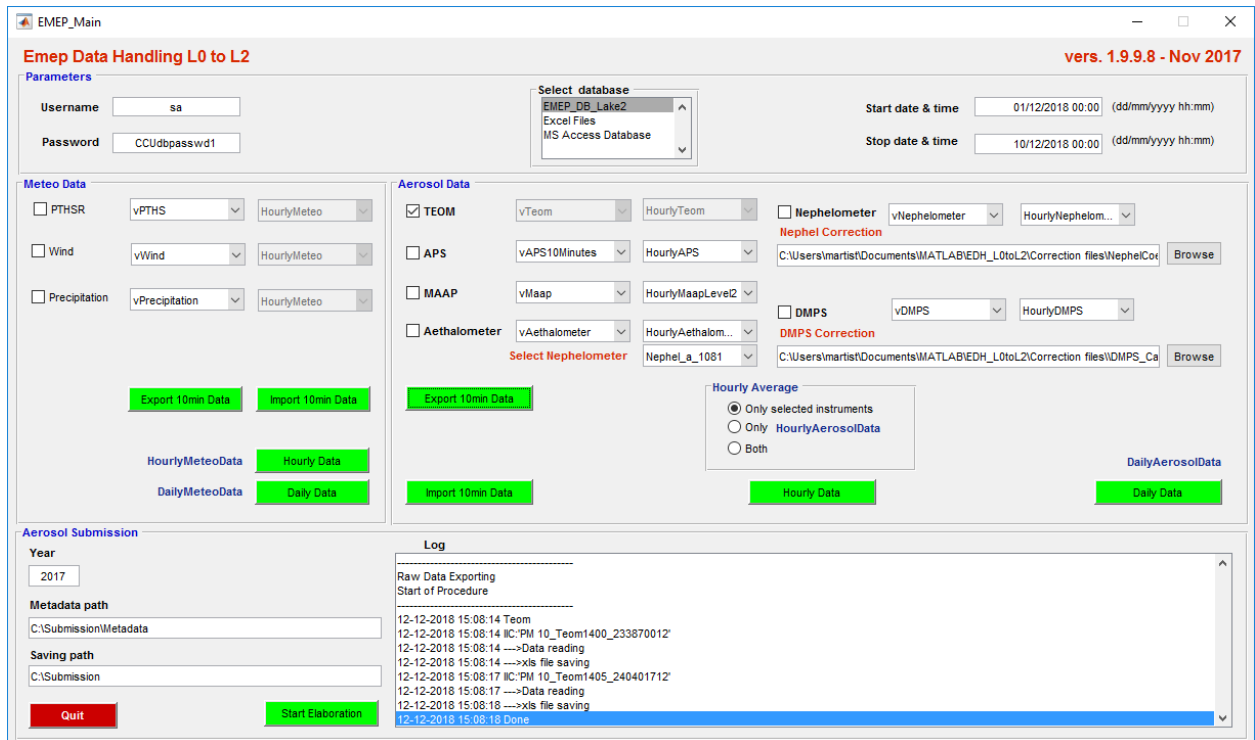 EMEP_Main
Emep Data Handling L0 to L2
vers. 1.9.9.8 - Nov 2017
Parameters
Username
sa
Password
CCUdbpasswd1
Select database
EMEP_DB_Lake2
Excel Files
MS Access Database
Start date & time
01/12/2018 00:00
(dd/mm/yyyy hh:mm)
Stop date & time
10/12/2018 00:00
(dd/mm/yyyy hh:mm)
Meteo Data
PTHSR
vPTHS
HourlyMeteo
Wind
vWind
HourlyMeteo
Precipitation
vPrecipitation
HourlyMeteo
Export 10min Data
Import 10min Data
HourlyMeteoData
Hourly Data
DailyMeteoData
Daily Data
Aerosol Data
TEOM
vTeom
HourlyTeom
APS
vAPS10Minutes
HourlyAPS
MAAP
vMaap
HourlyMaapLevel2
Aethalometer
vAethalometer
HourlyAethalom...
Select Nephelometer
Nephel_a_1081
Nephelometer
vNephelometer
HourlyNephelom...
Nephel Correction
C:\Users\martist\Documents\MATLAB\EDH_L0toL2\Correction files\NephelCoe
Browse
DMPS
vDMPS
HourlyDMPS
DMPS Correction
C:\Users\martist\Documents\MATLAB\EDH_L0toL2\Correction files\\DMPS_Ca
Browse
Export 10min Data
Hourly Average
Only selected instruments
Only HourlyAerosolData
Both
DailyAerosolData
Import 10min Data
Hourly Data
Daily Data
Aerosol Submission
Year
2017
Metadata path
C:\Submission\Metadata
Saving path
C:\Submission
Quit
Start Elaboration
Log
--------------------------------------------
Raw Data Exporting
Start of Procedure
--------------------------------------------
12-12-2018 15:08:14 Teom
12-12-2018 15:08:14 IIC:'PM 10_Teom1400_233870012'
12-12-2018 15:08:14 --->Data reading
12-12-2018 15:08:14 --->xls file saving
12-12-2018 15:08:17 IIC:'PM 10_Teom1405_240401712'
12-12-2018 15:08:17 --->Data reading
12-12-2018 15:08:18 --->xls file saving
12-12-2018 15:08:18 Done